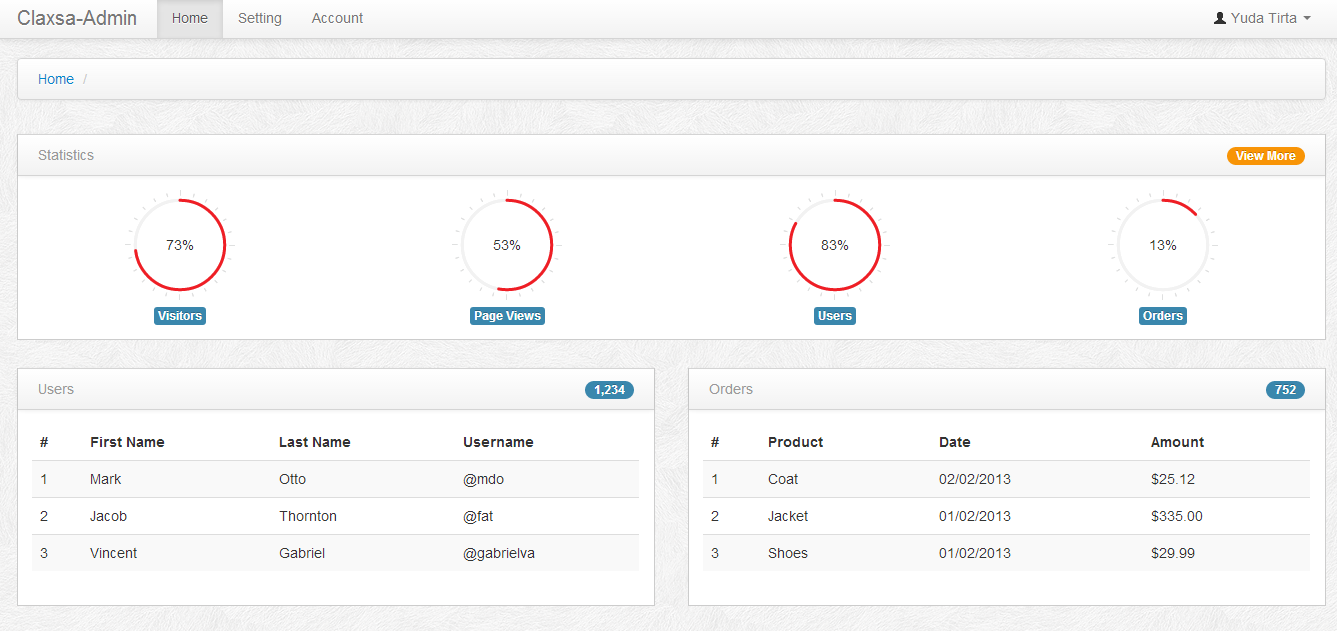 Claxsa-Admin Home Setting Account Yuda Tirta
Home /
Statistics View More
73% 53% 83% 13%
Visitors Page Views Users Orders
Users 1,234
# First Name Last Name Username
1 Mark Otto @mdo
2 Jacob Thornton @fat
3 Vincent Gabriel @gabrielva
Orders 752
# Product Date Amount
1 Coat 02/02/2013 $25.12
2 Jacket 01/02/2013 $335.00
3 Shoes 01/02/2013 $29.99